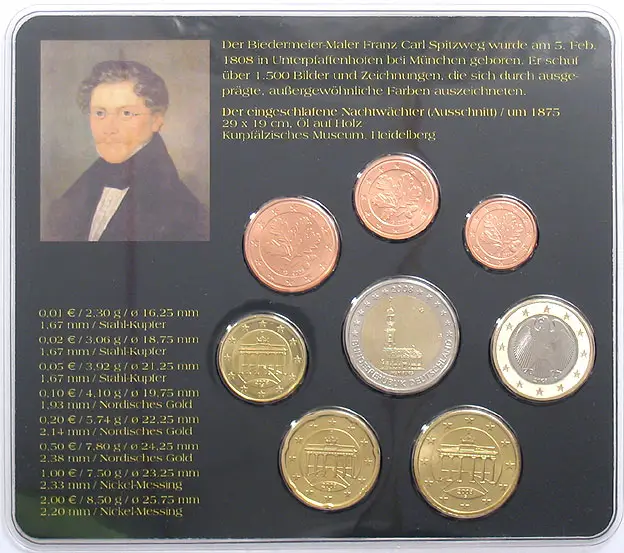 Der Biedermeier-Maler Franz Carl Spitzweg wurde am 5. Feb.
1808 in Unterpfaffenhofen bei München geboren. Er schuf
über 1.500 Bilder und Zeichnungen, die sich durch ausge-
prägte, außergewöhnliche Farben auszeichneten.
Der eingeschlafene Nachtwächter (Ausschnitt) / um 1875
29 x 19 cm, Öl auf Holz
Kurpfälzisches Museum, Heidelberg
0,01 € / 2,30 g / ø 16,25 mm
1,67 mm / Stahl-Kupfer
0,02 € / 3,06 g / ø 18,75 mm
1,67 mm / Stahl-Kupfer
0,05 € / 3,92 g / ø 21,25 mm
1,67 mm / Stahl-Kupfer
0,10 € / 4,10 g / ø 19,75 mm
1,93 mm / Nordisches Gold
0,20 € / 5,74 g / ø 22,25 mm
2,14 mm / Nordisches Gold
0,50 € / 7,80 g / ø 24,25 mm
2,38 mm / Nordisches Gold
1,00 € / 7,50 g / ø 23,25 mm
2,33 mm / Nickel-Messing
2,00 € / 8,50 g / ø 25,75 mm
2,20 mm / Nickel-Messing
2008
BUNDESREPUBLIK DEUTSCHLAND